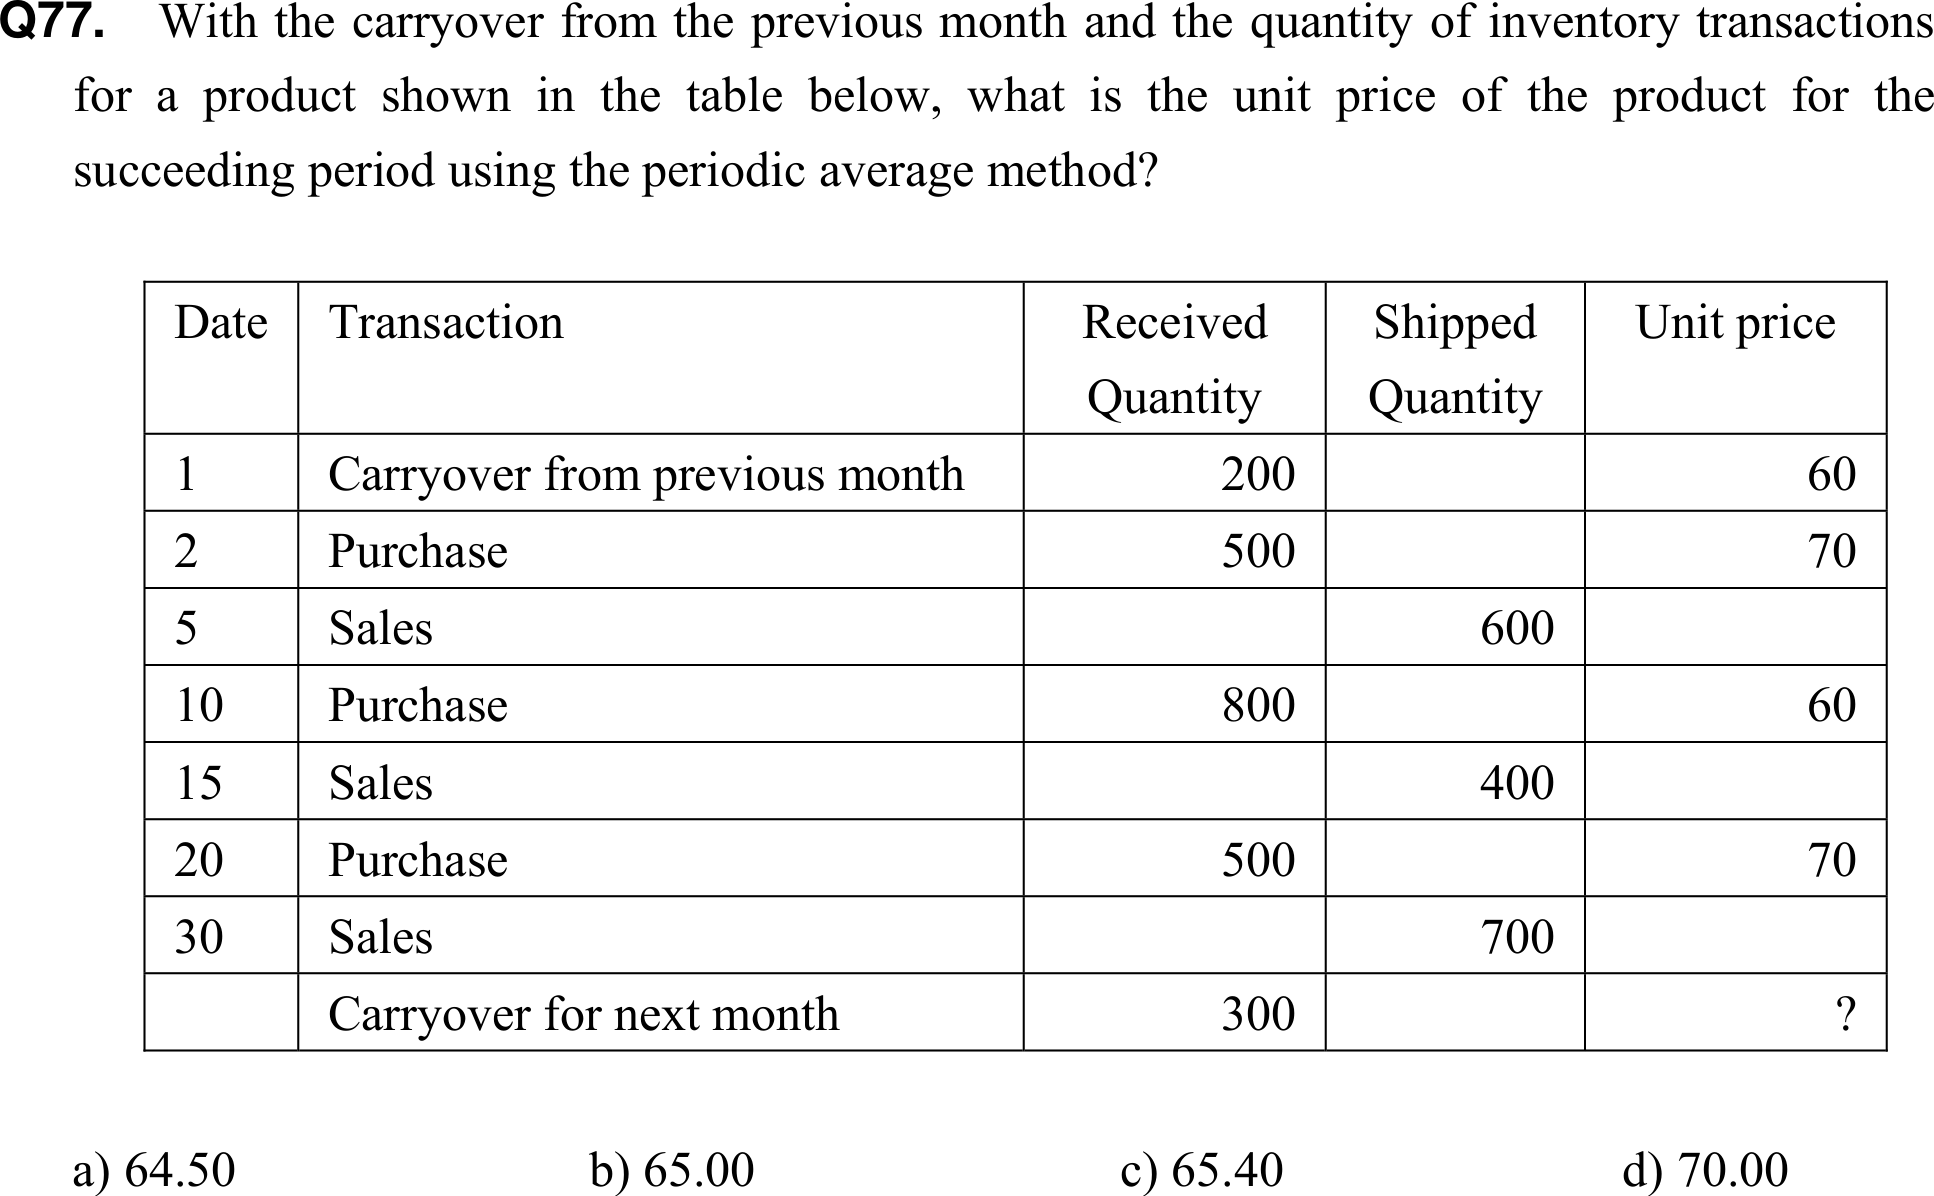 Q77. With the carryover from the previous month and the quantity of inventory transactions
for a product shown in the table below, what is the unit price of the product for the
succeeding period using the periodic average method?
Date Transaction Received Quantity Shipped Quantity Unit price
1 Carryover from previous month 200 60
2 Purchase 500 70
5 Sales 600
10 Purchase 800 60
15 Sales 400
20 Purchase 500 70
30 Sales 700
Carryover for next month 300 ?
a) 64.50 b) 65.00 c) 65.40 d) 70.00